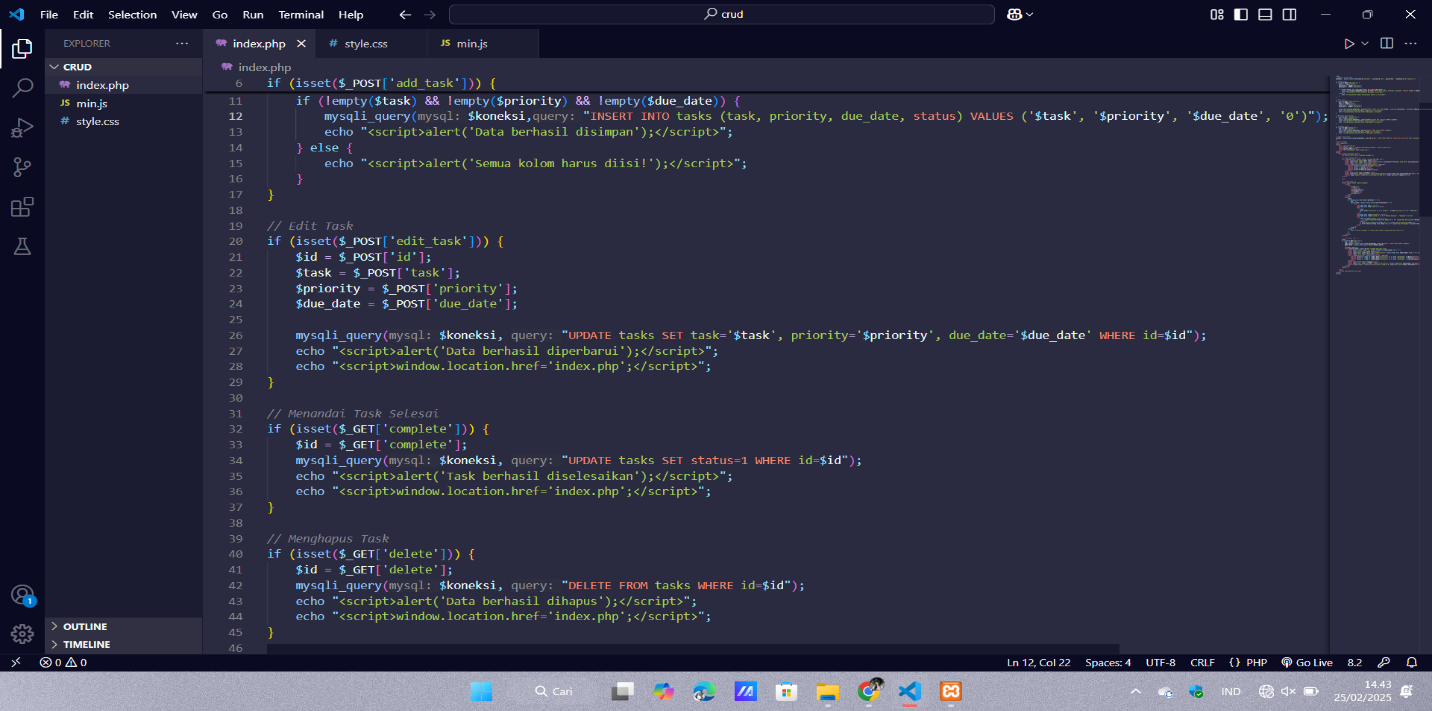 File Edit Selection View Go Run Terminal Help
crud
EXPLORER
CRUD
index.php
JS min.js
# style.css
index.php
# style.css
JS min.js
index.php
6 if (isset($_POST['add_task'])) {
11 if (!empty($task) && !empty($priority) && !empty($due_date)) {
12 mysqli_query(mysql: $koneksi,query: "INSERT INTO tasks (task, priority, due_date, status) VALUES ('$task', '$priority', '$due_date', '0')");
13 echo "<script>alert('Data berhasil disimpan');</script>";
14 } else {
15 echo "<script>alert('Semua kolom harus diisi!');</script>";
16 }
17 }
18
19 // Edit Task
20 if (isset($_POST['edit_task'])) {
21 $id = $_POST['id'];
22 $task = $_POST['task'];
23 $priority = $_POST['priority'];
24 $due_date = $_POST['due_date'];
25
26 mysqli_query(mysql: $koneksi, query: "UPDATE tasks SET task='$task', priority='$priority', due_date='$due_date' WHERE id=$id");
27 echo "<script>alert('Data berhasil diperbarui');</script>";
28 echo "<script>window.location.href='index.php';</script>";
29 }
30
31 // Menandai Task Selesai
32 if (isset($_GET['complete'])) {
33 $id = $_GET['complete'];
34 mysqli_query(mysql: $koneksi, query: "UPDATE tasks SET status=1 WHERE id=$id");
35 echo "<script>alert('Task berhasil diselesaikan');</script>";
36 echo "<script>window.location.href='index.php';</script>";
37 }
38
39 // Menghapus Task
40 if (isset($_GET['delete'])) {
41 $id = $_GET['delete'];
42 mysqli_query(mysql: $koneksi, query: "DELETE FROM tasks WHERE id=$id");
43 echo "<script>alert('Data berhasil dihapus');</script>";
44 echo "<script>window.location.href='index.php';</script>";
45 }
46
1
OUTLINE
TIMELINE
0 0
Ln 12, Col 22 Spaces: 4 UTF-8 CRLF {} PHP Go Live 8.2
Cari
IND
14.43
25/02/2025